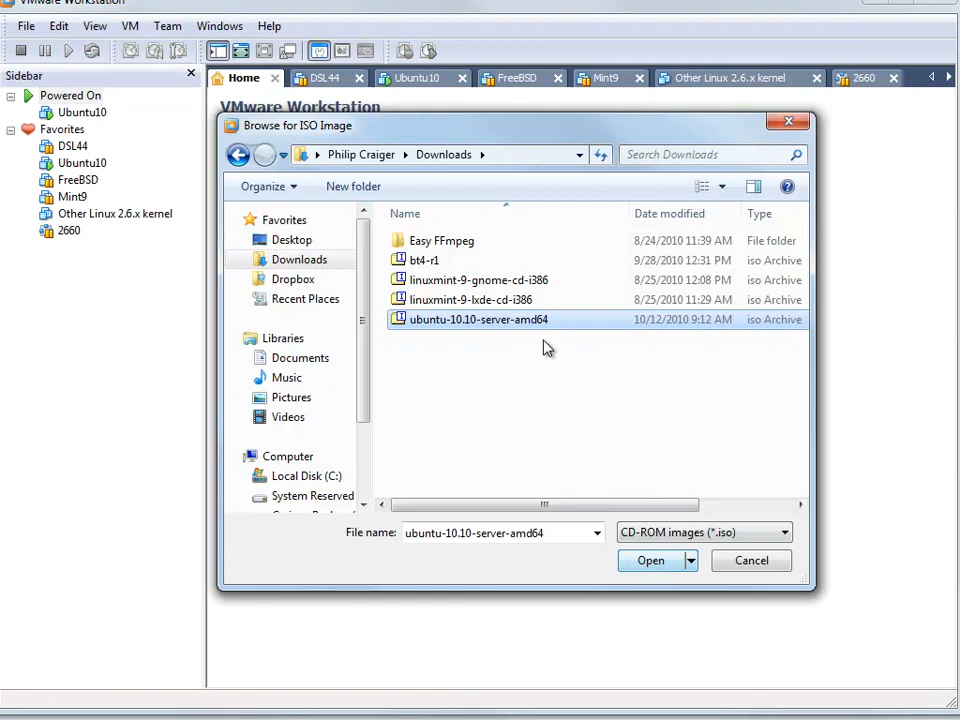 VMware Workstation
File Edit View VM Team Windows Help
Sidebar
Home DSL44 Ubuntu10 FreeBSD Mint9 Other Linux 2.6.x kernel 2660
Powered On
Ubuntu10
Favorites
DSL44
Ubuntu10
FreeBSD
Mint9
Other Linux 2.6.x kernel
2660
VMware Workstation
Browse for ISO Image
Philip Craiger Downloads Search Downloads
Organize New folder
Favorites
Desktop
Downloads
Dropbox
Recent Places
Libraries
Documents
Music
Pictures
Videos
Computer
Local Disk (C:)
System Reserved
Name Date modified Type
Easy FFmpeg 8/24/2010 11:39 AM File folder
bt4-r1 9/28/2010 12:31 PM iso Archive
linuxmint-9-gnome-cd-i386 8/25/2010 12:08 PM iso Archive
linuxmint-9-lxde-cd-i386 8/25/2010 11:29 AM iso Archive
ubuntu-10.10-server-amd64 10/12/2010 9:12 AM iso Archive
File name: ubuntu-10.10-server-amd64 CD-ROM images (*.iso)
Open Cancel